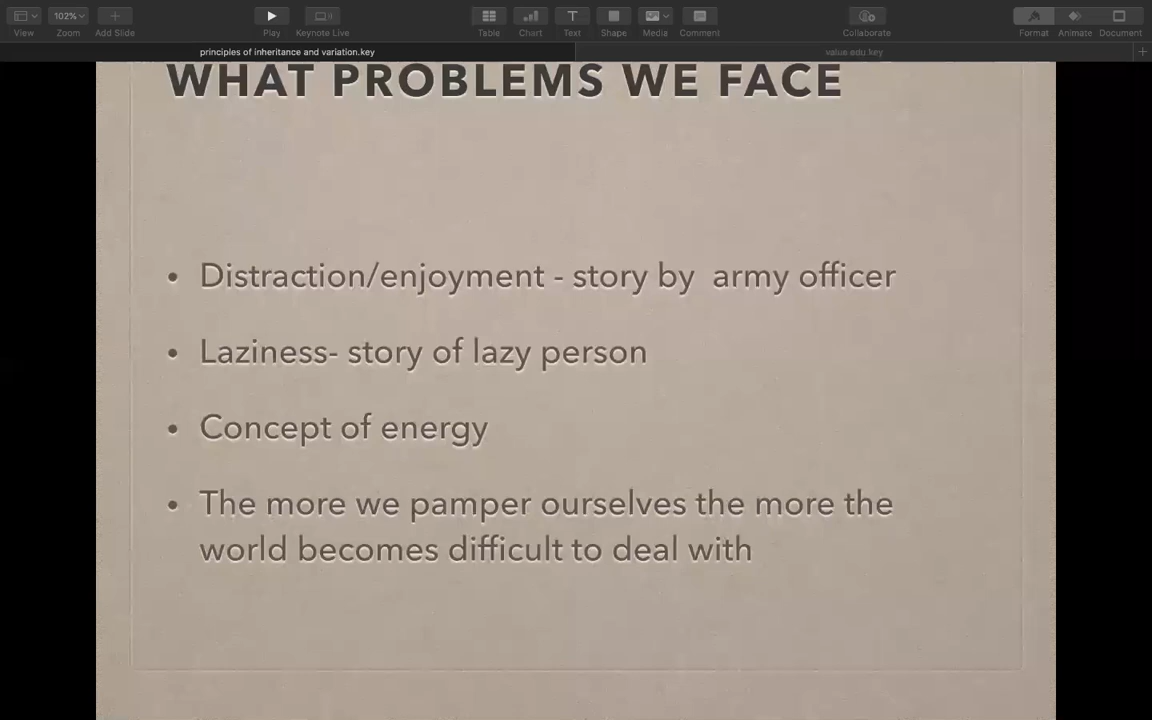 102%
View
Zoom
Add Slide
Play
Keynote Live
Table
Chart
Text
Shape
Media
Comment
Collaborate
Format
Animate
Document
principles of inheritance and variation.key
value edu.key
WHAT PROBLEMS WE FACE
• Distraction/enjoyment - story by army officer
• Laziness- story of lazy person
• Concept of energy
• The more we pamper ourselves the more the
world becomes difficult to deal with